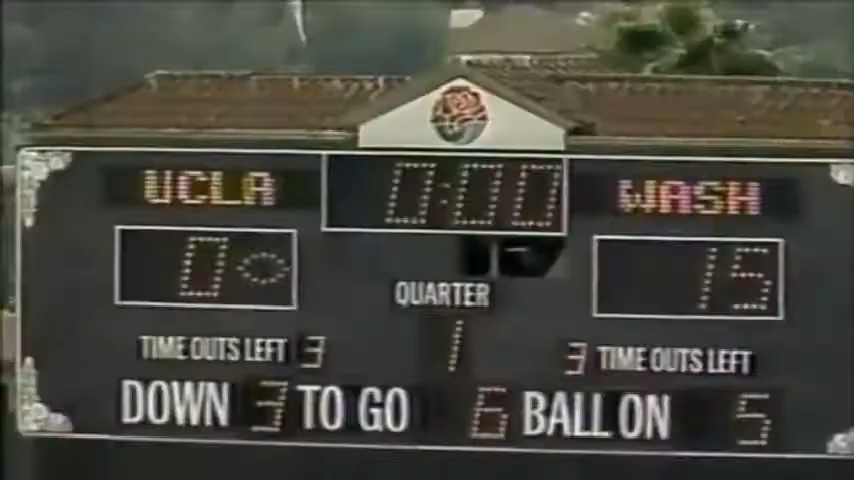 UCLA 0:00 WASH
0 15
QUARTER
TIME OUTS LEFT 3 1 3 TIME OUTS LEFT
DOWN 3 TO GO 6 BALL ON 5